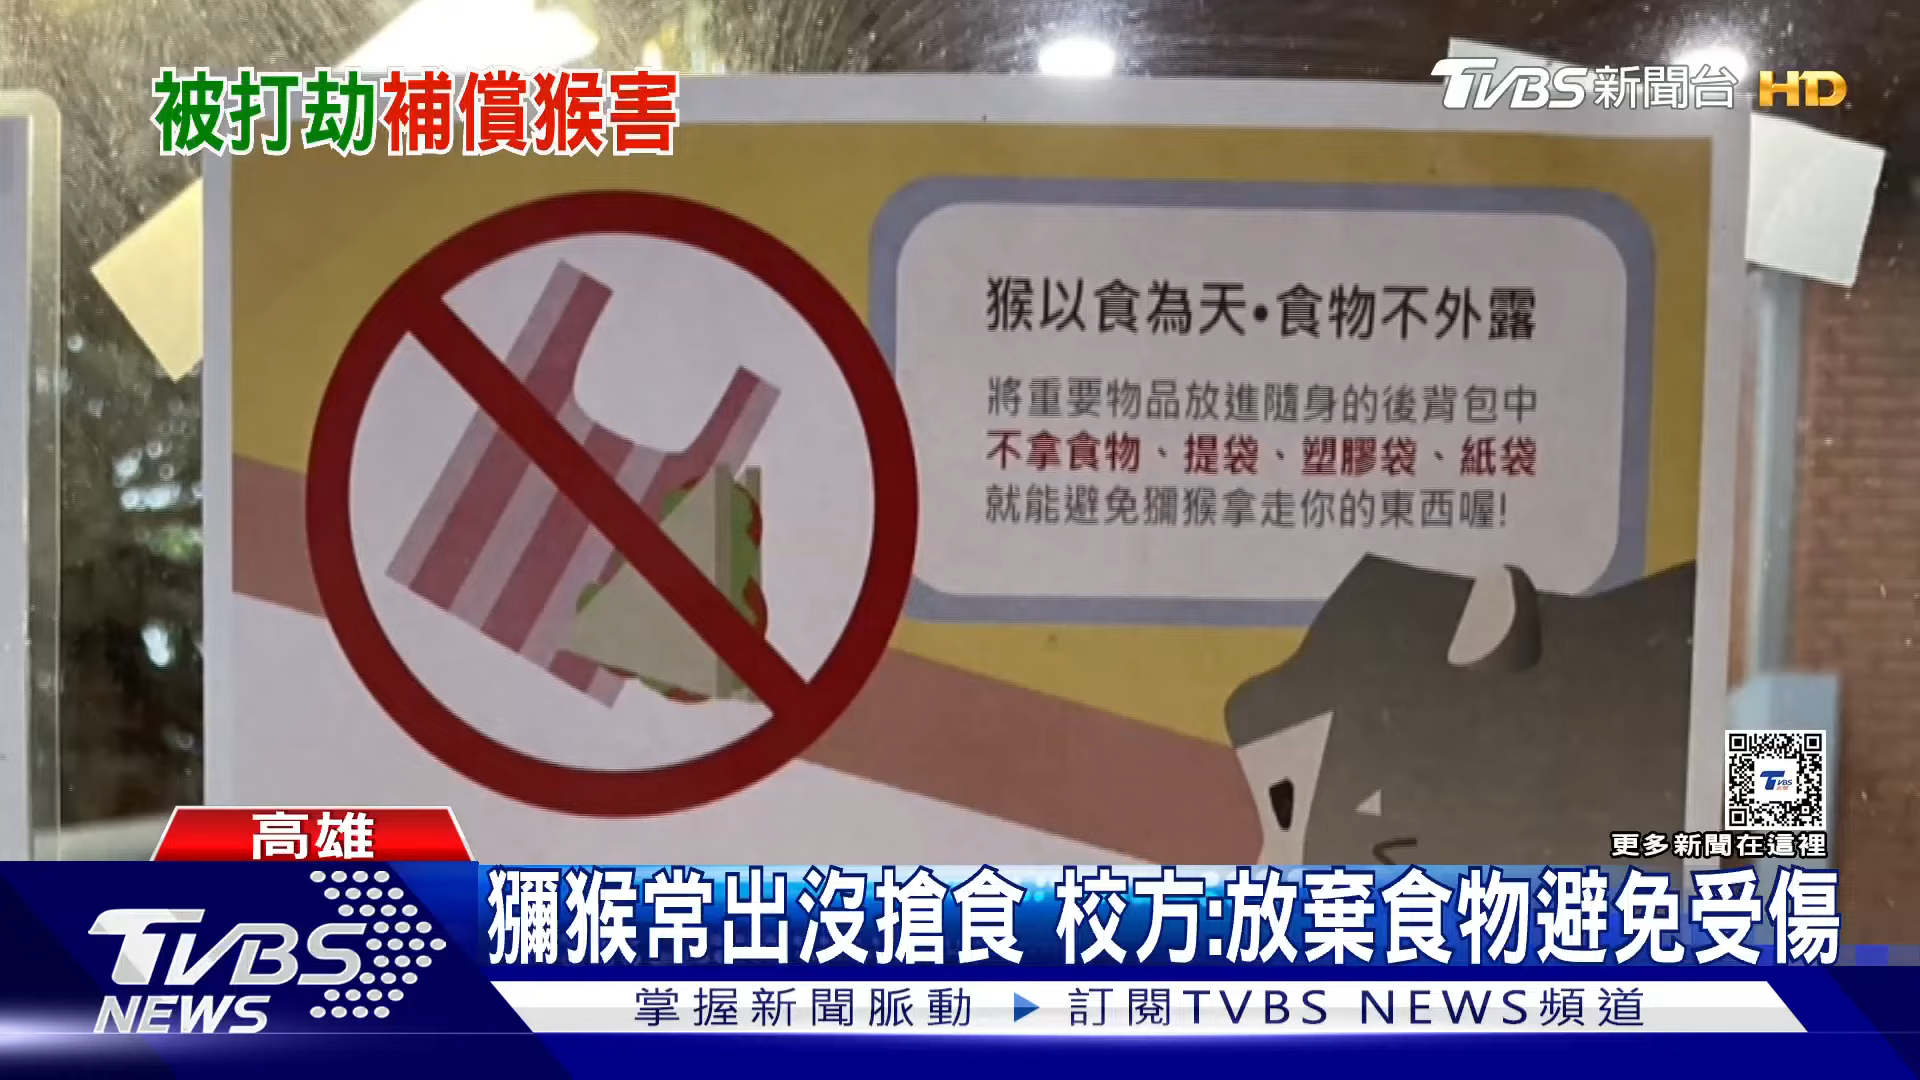 被打劫補償猴害
TVBS新聞台 HD
猴以食為天•食物不外露
將重要物品放進隨身的後背包中
不拿食物、提袋、塑膠袋、紙袋
就能避免獼猴拿走你的東西喔!
TVBS
更多新聞在這裡
高雄
獼猴常出沒搶食 校方:放棄食物避免受傷
TVBS NEWS
掌握新聞脈動 ▶ 訂閱TVBS NEWS頻道